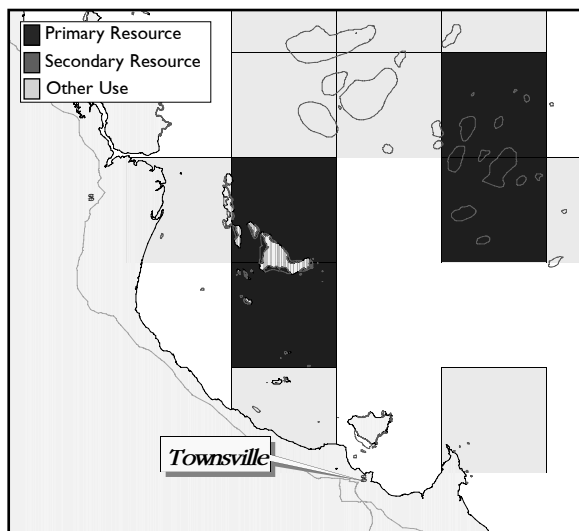 Primary Resource
Secondary Resource
Other Use
Townsville